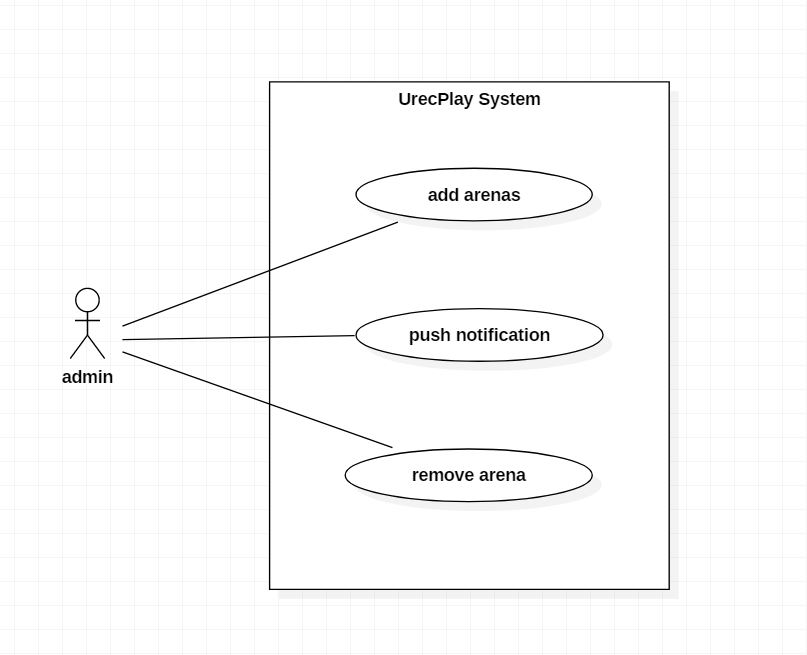 UrecPlay System
add arenas
push notification
admin
remove arena